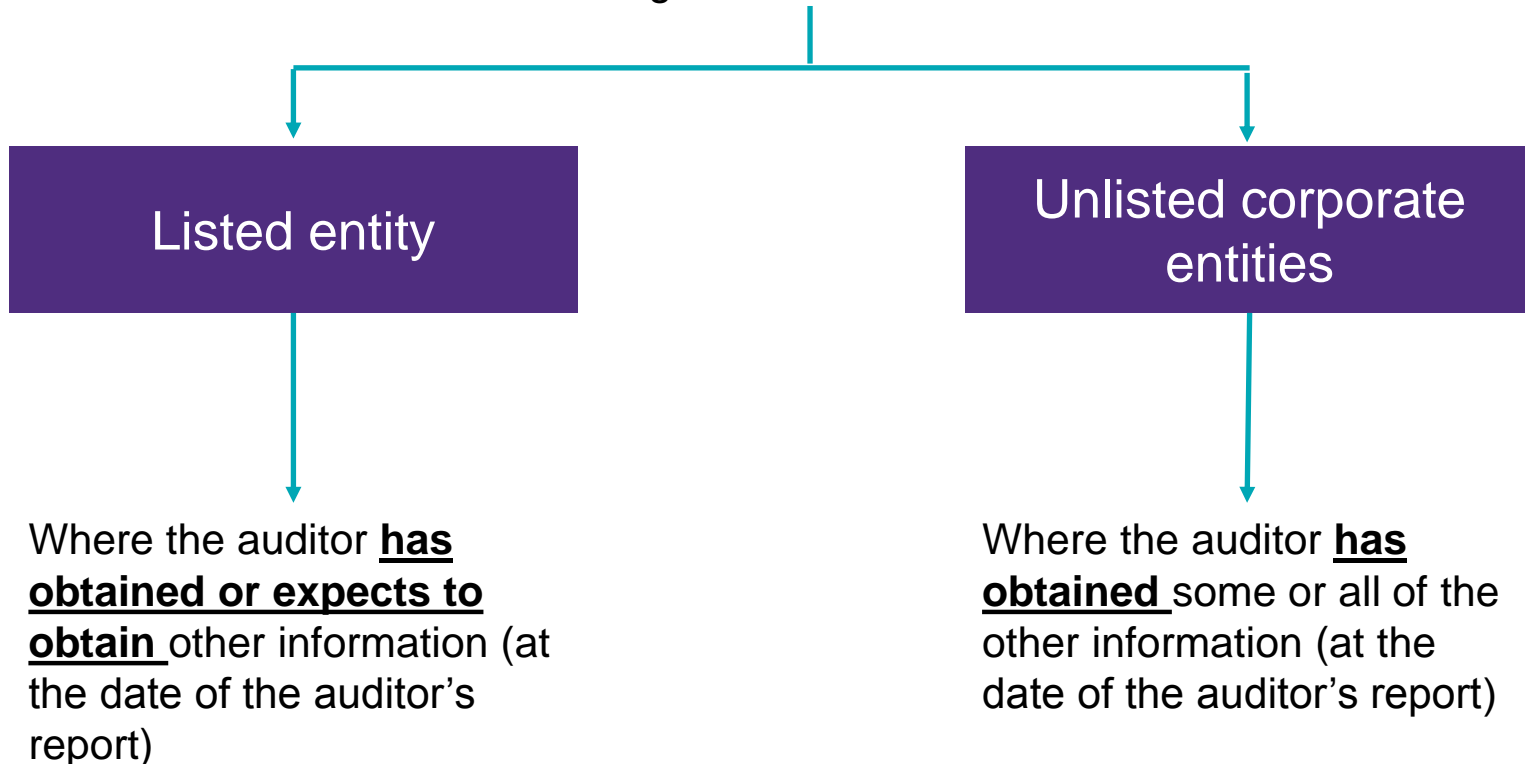 Listed entity
Unlisted corporate
entities
Where the auditor has
obtained or expects to
obtain other information (at
the date of the auditor’s
report)
Where the auditor has
obtained some or all of the
other information (at the
date of the auditor’s report)